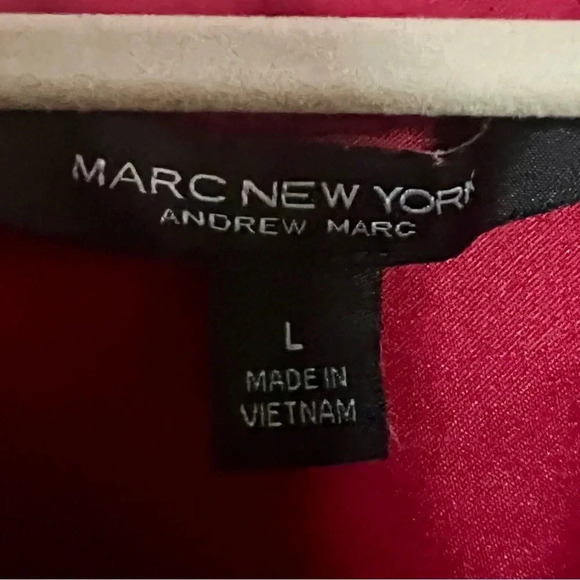 MARC NEW YORK
ANDREW MARC
L
MADE IN
VIETNAM